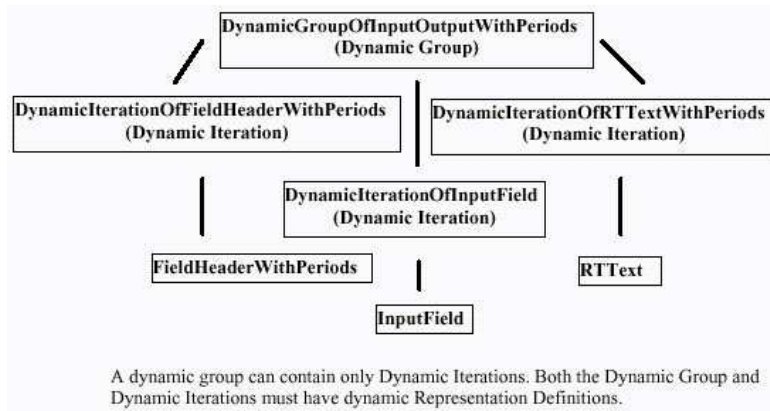 DynamicGroupOfInputOutputWithPeriods
(Dynamic Group)
DynamicIterationOfFieldHeaderWithPeriods
(Dynamic Iteration)
DynamicIterationOfRTTextWithPeriods
(Dynamic Iteration)
DynamicIterationOfInputField
(Dynamic Iteration)
FieldHeaderWithPeriods
RTText
InputField
A dynamic group can contain only Dynamic Iterations. Both the Dynamic Group and
Dynamic Iterations must have dynamic Representation Definitions.